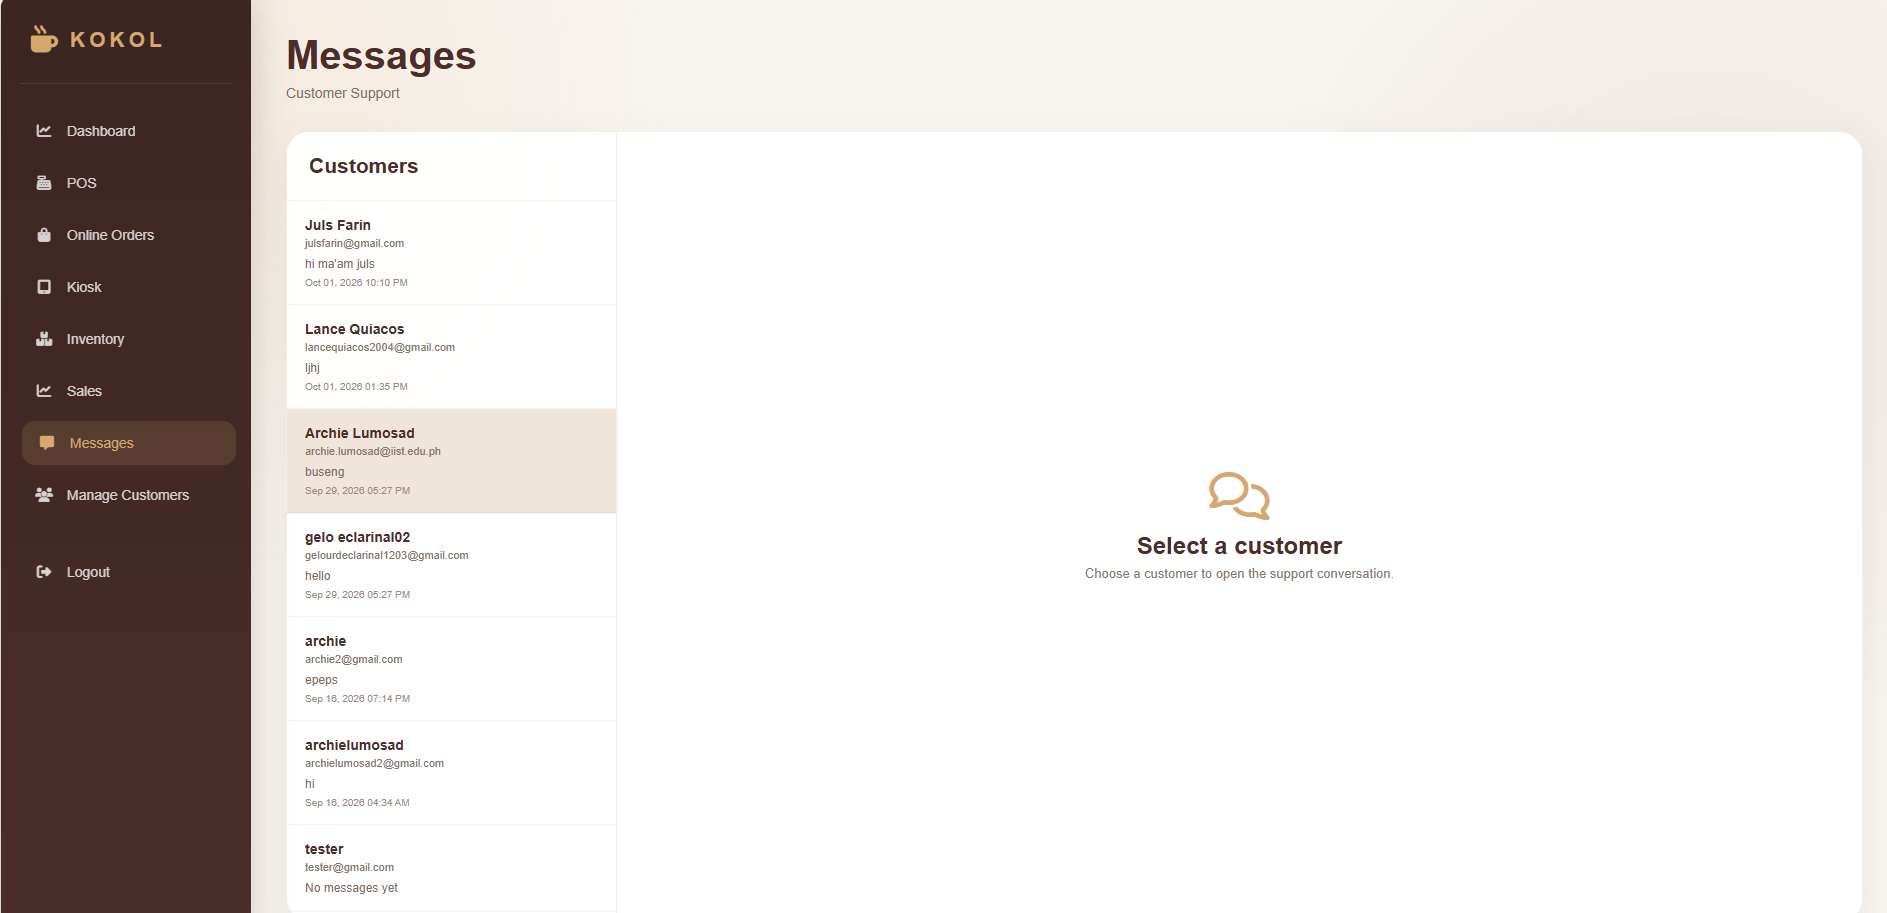 KOKOL
Dashboard
POS
Online Orders
Kiosk
Inventory
Sales
Messages
Manage Customers
Logout
Messages
Customer Support
Customers
Juls Farin
julsfarin@gmail.com
hi ma'am juls
Oct 01, 2026 10:10 PM
Lance Quiacos
lancequiacos2004@gmail.com
ljhj
Oct 01, 2026 01:35 PM
Archie Lumosad
archie.lumosad@iist.edu.ph
buseng
Sep 29, 2026 05:27 PM
gelo eclarinal02
gelourdeclarinal1203@gmail.com
hello
Sep 29, 2026 05:27 PM
archie
archie2@gmail.com
epeps
Sep 16, 2026 07:14 PM
archielumosad
archielumosad2@gmail.com
hi
Sep 16, 2026 04:34 AM
tester
tester@gmail.com
No messages yet
Select a customer
Choose a customer to open the support conversation.